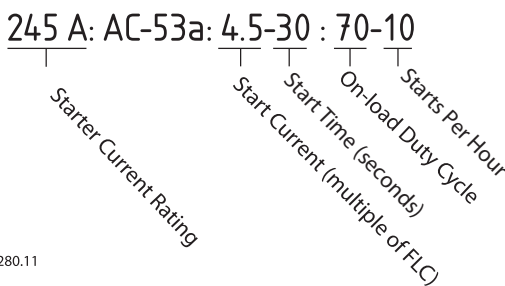 245 A: AC-53a: 4.5-30 : 70-10
Starter Current Rating
Start Current (multiple of FLC)
Start Time (seconds)
On-load Duty Cycle
Starts Per Hour
280.11